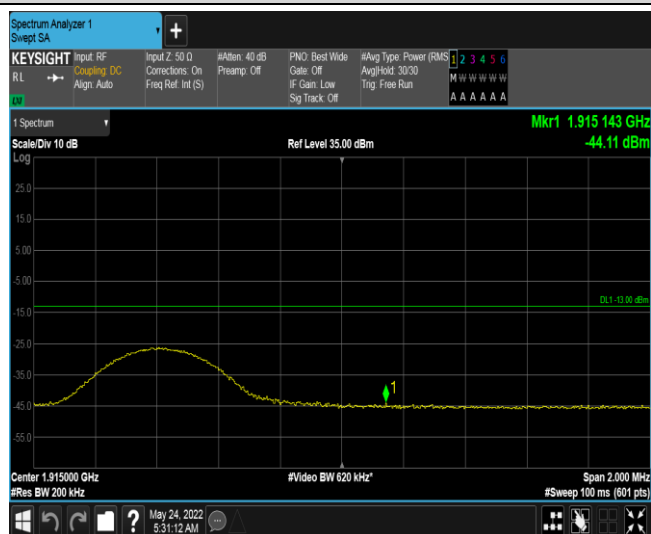 Spectrum Analyzer 1
Swept SA
+
KEYSIGHT
RL
LXI
Input: RF
Coupling: DC
Align: Auto
Input Z: 50 Ω
Corrections: On
Freq Ref: Int (S)
#Atten: 40 dB
Preamp: Off
PNO: Best Wide
Gate: Off
IF Gain: Low
Sig Track: Off
#Avg Type: Power (RMS
Avg|Hold: 30/30
Trig: Free Run
1 2 3 4 5 6
M W W W W W
A A A A A A
1 Spectrum
Mkr1 1.915 143 GHz
Scale/Div 10 dB
Ref Level 35.00 dBm
-44.11 dBm
Log
25.0
15.0
5.00
-5.00
DL1 -13.00 dBm
-15.0
-25.0
-35.0
1
-45.0
-55.0
Center 1.915000 GHz
#Video BW 620 kHz*
Span 2.000 MHz
#Res BW 200 kHz
#Sweep 100 ms (601 pts)
?
May 24, 2022
5:31:12 AM